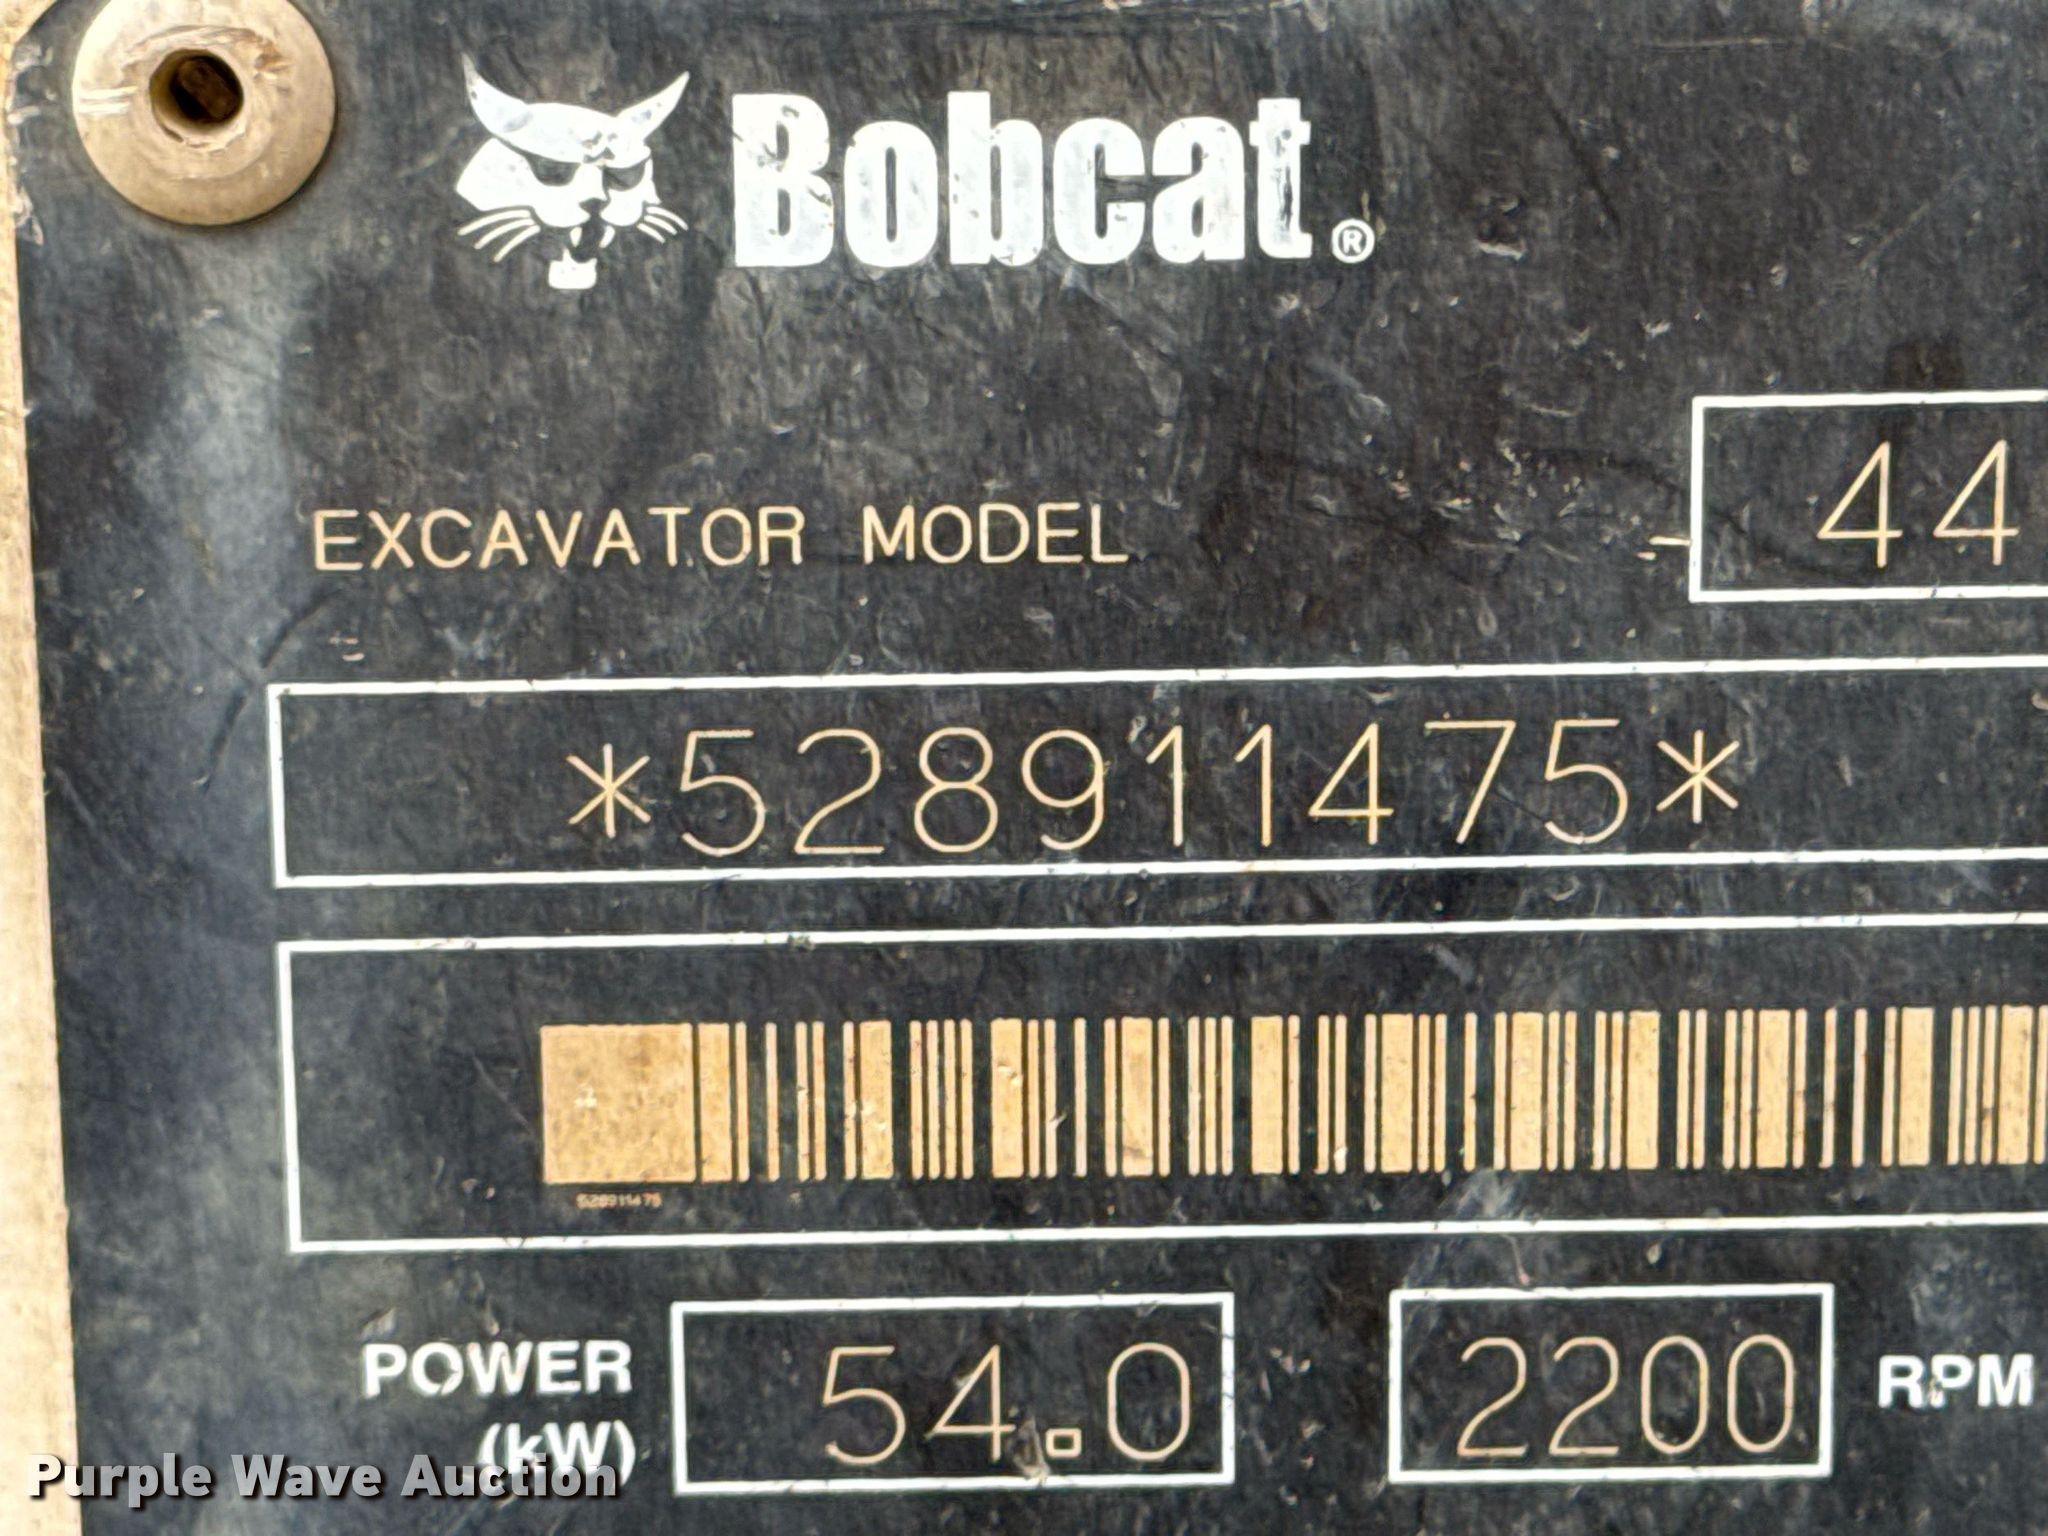 Bobcat®
EXCAVATOR MODEL 44
*528911475*
528911475
POWER (kW) 54.0 2200 RPM
Purple Wave Auction